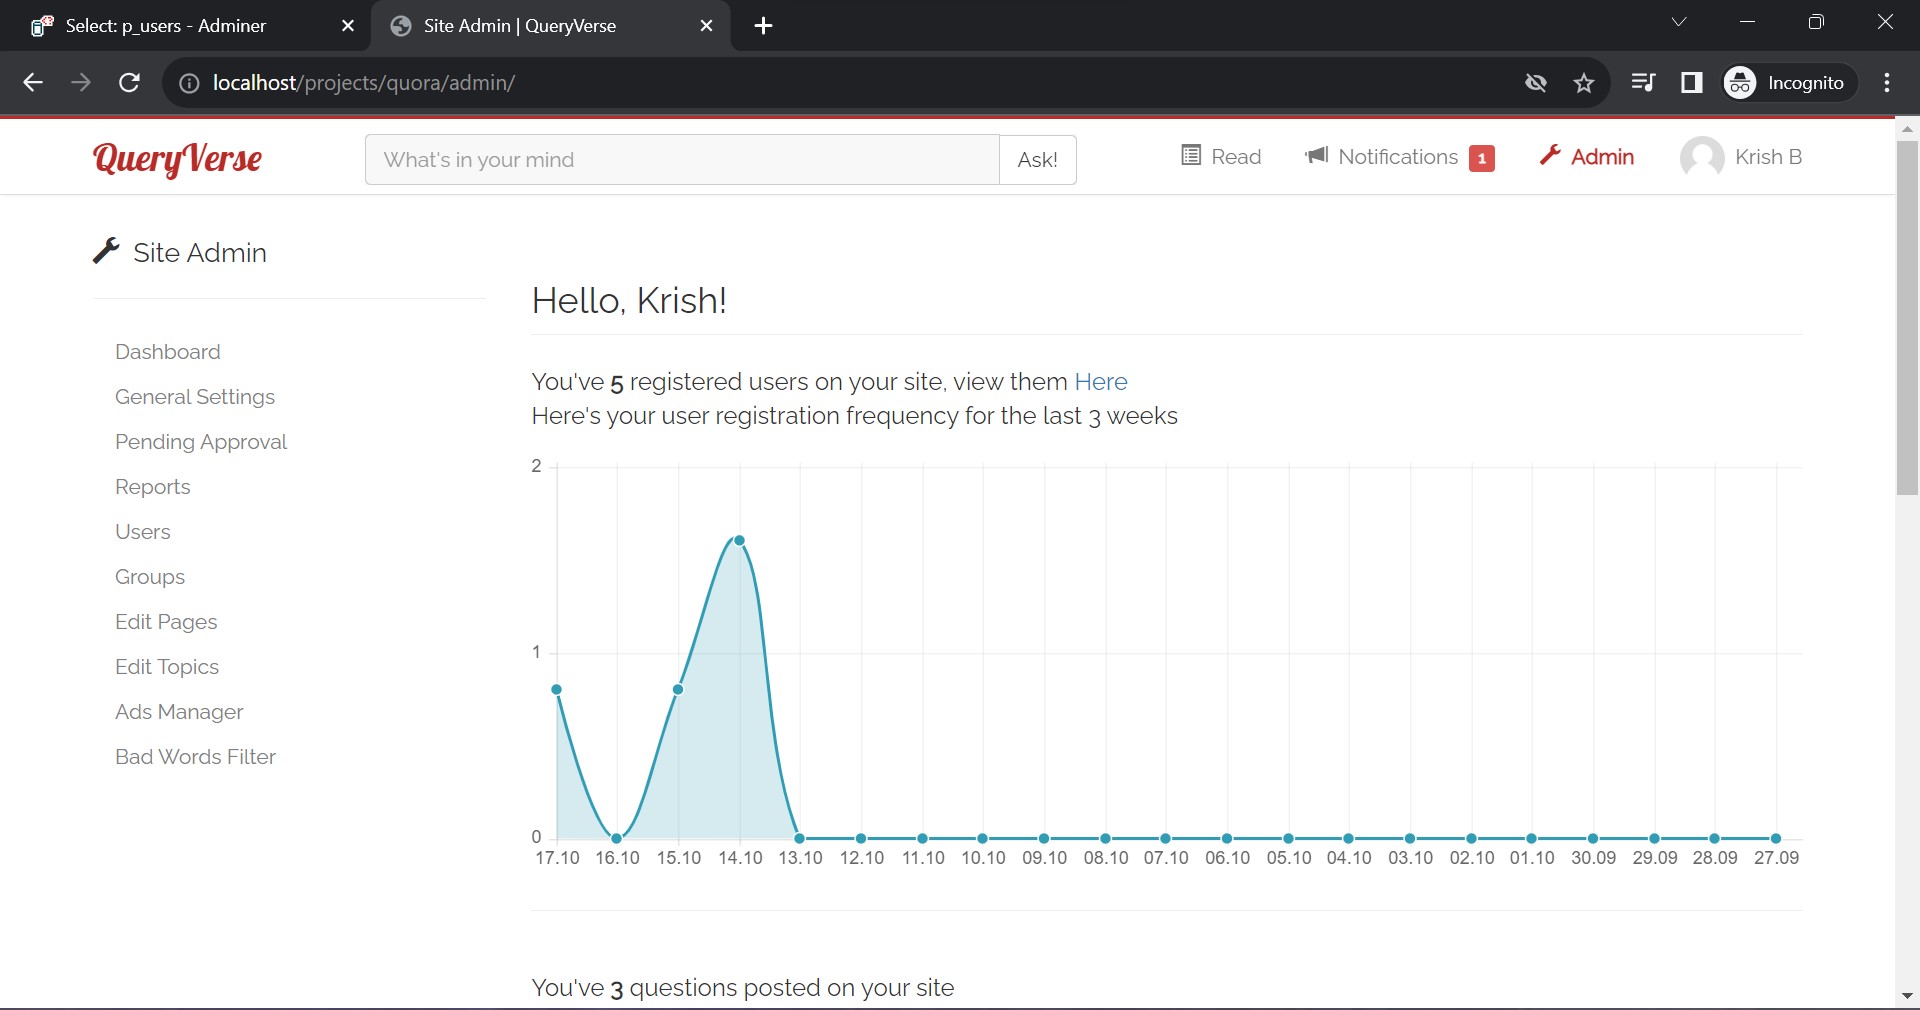 Select: p_users - Adminer
Site Admin | QueryVerse
localhost/projects/quora/admin/
Incognito
QueryVerse
What's in your mind
Ask!
Read
Notifications 1
Admin
Krish B
Site Admin
Dashboard
General Settings
Pending Approval
Reports
Users
Groups
Edit Pages
Edit Topics
Ads Manager
Bad Words Filter
Hello, Krish!
You've 5 registered users on your site, view them Here
Here's your user registration frequency for the last 3 weeks
2
1
0
17.10 16.10 15.10 14.10 13.10 12.10 11.10 10.10 09.10 08.10 07.10 06.10 05.10 04.10 03.10 02.10 01.10 30.09 29.09 28.09 27.09
You've 3 questions posted on your site